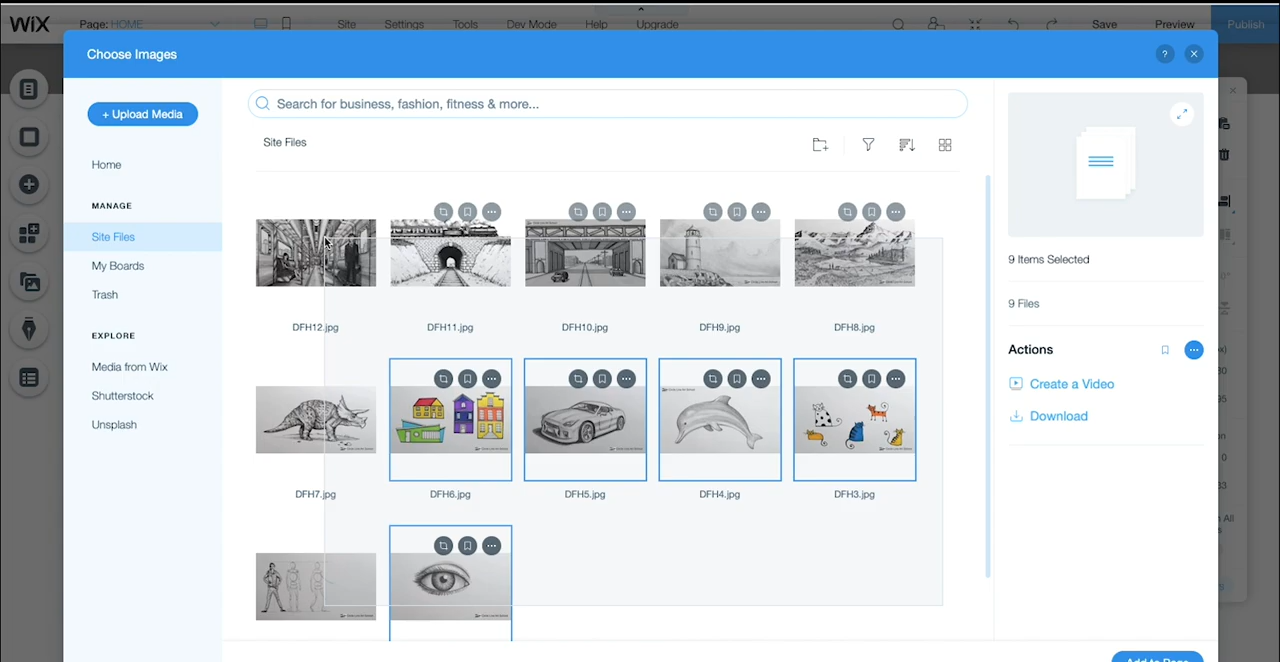 WiX
Page: HOME
Site
Settings
Tools
Dev Mode
Help
Upgrade
Save
Preview
Publish
Choose Images
?
+ Upload Media
Home
MANAGE
Site Files
My Boards
Trash
EXPLORE
Media from Wix
Shutterstock
Unsplash
Search for business, fashion, fitness & more...
Site Files
DFH12.jpg
DFH11.jpg
DFH10.jpg
DFH9.jpg
DFH8.jpg
DFH7.jpg
DFH6.jpg
DFH5.jpg
DFH4.jpg
DFH3.jpg
9 Items Selected
9 Files
Actions
Create a Video
Download
Add to Page